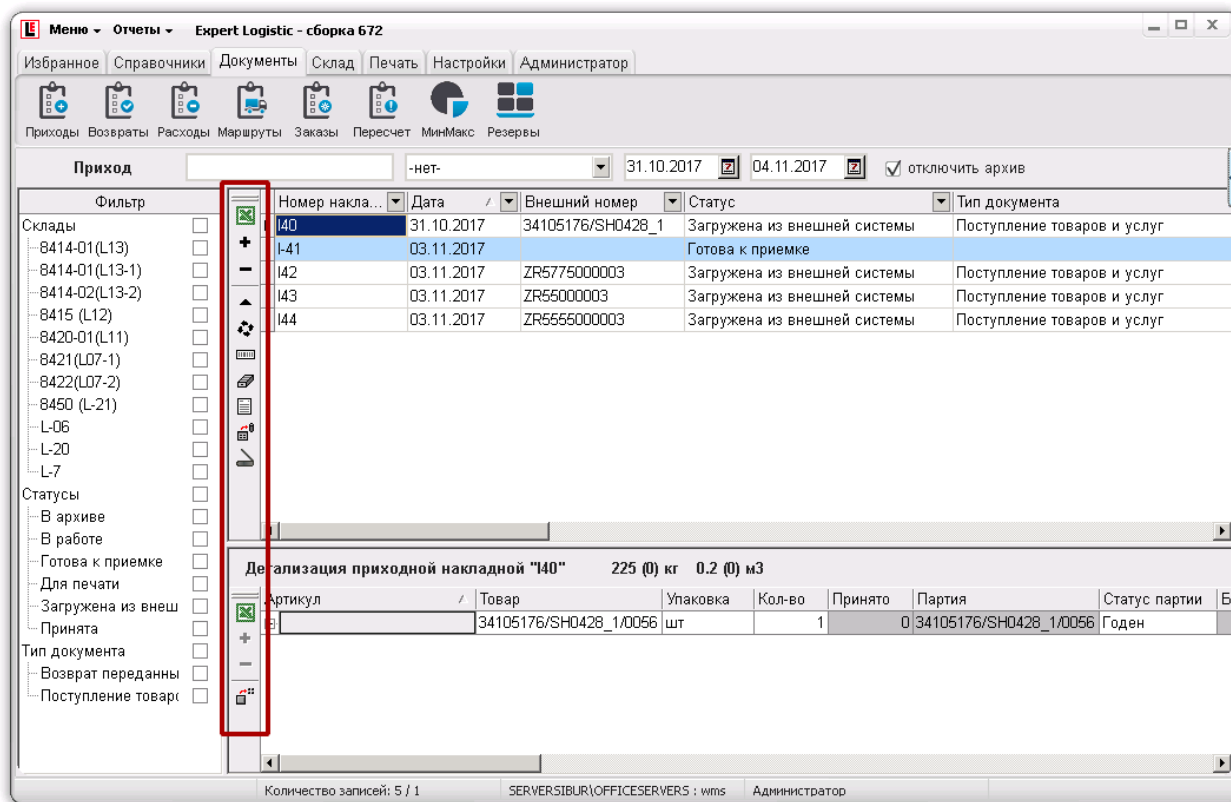 LE Меню Отчеты Expert Logistic - сборка 672
Избранное Справочники Документы Склад Печать Настройки Администратор
Приходы Возвраты Расходы Маршруты Заказы Пересчет МинМакс Резервы
Приход -нет- 31.10.2017 04.11.2017 отключить архив
Фильтр
Склады
8414-01(L13)
8414-01(L13-1)
8414-02(L13-2)
8415 (L12)
8420-01(L11)
8421(L07-1)
8422(L07-2)
8450 (L-21)
L-06
L-20
L-7
Статусы
В архиве
В работе
Готова к приемке
Для печати
Загружена из внеш
Принята
Тип документа
Возврат переданны
Поступление товаро
Номер накла... Дата Внешний номер Статус Тип документа
I40 31.10.2017 34105176/SH0428_1 Загружена из внешней системы Поступление товаров и услуг
I-41 03.11.2017 Готова к приемке
I42 03.11.2017 ZR5775000003 Загружена из внешней системы Поступление товаров и услуг
I43 03.11.2017 ZR55000003 Загружена из внешней системы Поступление товаров и услуг
I44 03.11.2017 ZR5555000003 Загружена из внешней системы Поступление товаров и услуг
Детализация приходной накладной "I40" 225 (0) кг 0.2 (0) м3
Артикул Товар Упаковка Кол-во Принято Партия Статус партии Б
34105176/SH0428_1/0056 шт 1 0 34105176/SH0428_1/0056 Годен
Количество записей: 5 / 1 SERVERSIBUR\OFFICESERVERS : wms Администратор